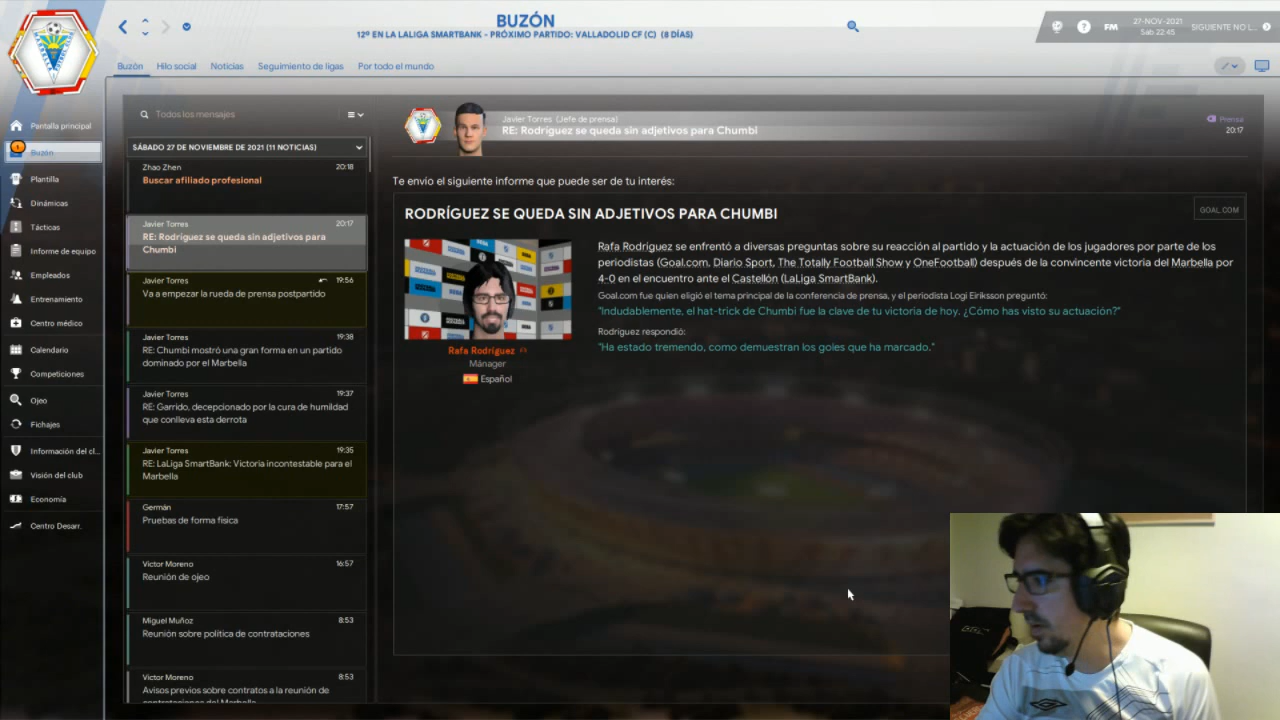 BUZÓN
12º EN LA LALIGA SMARTBANK - PRÓXIMO PARTIDO: VALLADOLID CF (C) (8 DÍAS)
FM
27-NOV-2021
Sáb 22:45
SIGUIENTE NO L...
Buzón
Hilo social
Noticias
Seguimiento de ligas
Por todo el mundo
Pantalla principal
Buzón
Plantilla
Dinámicas
Tácticas
Informe de equipo
Empleados
Entrenamiento
Centro médico
Calendario
Competiciones
Ojeo
Fichajes
Información del cl...
Visión del club
Economía
Centro Desarr.
Todos los mensajes
SÁBADO 27 DE NOVIEMBRE DE 2021 (11 NOTICIAS)
Zhao Zhen 20:18
Buscar afiliado profesional
Javier Torres 20:17
RE: Rodríguez se queda sin adjetivos para
Chumbi
Javier Torres 19:56
Va a empezar la rueda de prensa postpartido
Javier Torres 19:38
RE: Chumbi mostró una gran forma en un partido
dominado por el Marbella
Javier Torres 19:37
RE: Garrido, decepcionado por la cura de humildad
que conlleva esta derrota
Javier Torres 19:35
RE: LaLiga SmartBank: Victoria incontestable para el
Marbella
Germán 17:57
Pruebas de forma física
Víctor Moreno 16:57
Reunión de ojeo
Miguel Muñoz 8:53
Reunión sobre política de contrataciones
Víctor Moreno 8:53
Avisos previos sobre contratos a la reunión de
contrataciones del Marbella
Javier Torres (Jefe de prensa)
RE: Rodríguez se queda sin adjetivos para Chumbi
Prensa
20:17
Te envío el siguiente informe que puede ser de tu interés:
RODRÍGUEZ SE QUEDA SIN ADJETIVOS PARA CHUMBI
GOAL.COM
Rafa Rodríguez se enfrentó a diversas preguntas sobre su reacción al partido y la actuación de los jugadores por parte de los
periodistas (Goal.com, Diario Sport, The Totally Football Show y OneFootball) después de la convincente victoria del Marbella por
4-0 en el encuentro ante el Castellón (LaLiga SmartBank).
Goal.com fue quien eligió el tema principal de la conferencia de prensa, y el periodista Logi Eiríksson preguntó:
"Indudablemente, el hat-trick de Chumbi fue la clave de tu victoria de hoy. ¿Cómo has visto su actuación?"
Rodríguez respondió:
"Ha estado tremendo, como demuestran los goles que ha marcado."
Rafa Rodríguez
Mánager
Español